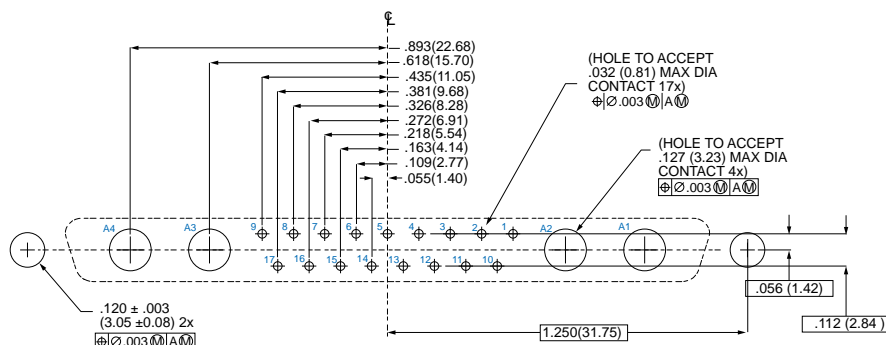 ℄
.893(22.68)
.618(15.70)
.435(11.05)
.381(9.68)
.326(8.28)
.272(6.91)
.218(5.54)
.163(4.14)
.109(2.77)
.055(1.40)
(HOLE TO ACCEPT
.032 (0.81) MAX DIA
CONTACT 17x)
⌖|∅.003Ⓜ|AⓂ
(HOLE TO ACCEPT
.127 (3.23) MAX DIA
CONTACT 4x)
⌖|∅.003Ⓜ|AⓂ
A4 A3 9 8 7 6 5 4 3 2 1 A2 A1
17 16 15 14 13 12 11 10
.120 ± .003
(3.05 ±0.08) 2x
⌖|∅.003Ⓜ|AⓂ
.056 (1.42)
.112 (2.84 )
1.250(31.75)